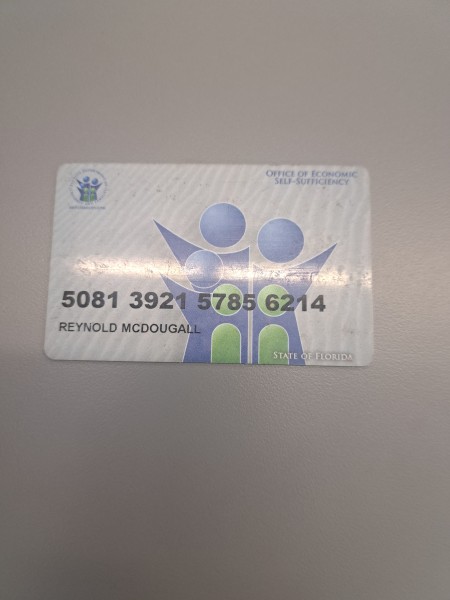 OFFICE OF ECONOMIC
SELF-SUFFICIENCY
5081 3921 5785 6214
REYNOLD MCDOUGALL
STATE OF FLORIDA